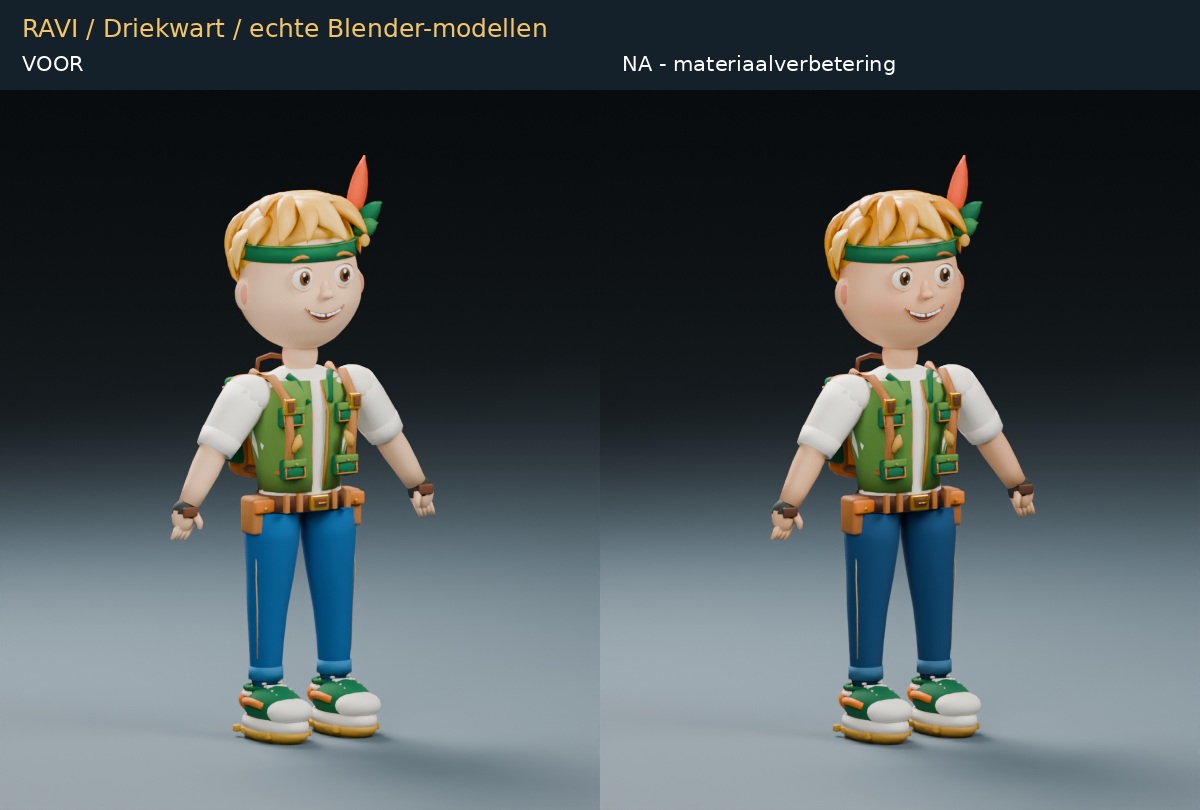 RAVI / Driekwart / echte Blender-modellen
VOOR
NA - materiaalverbetering